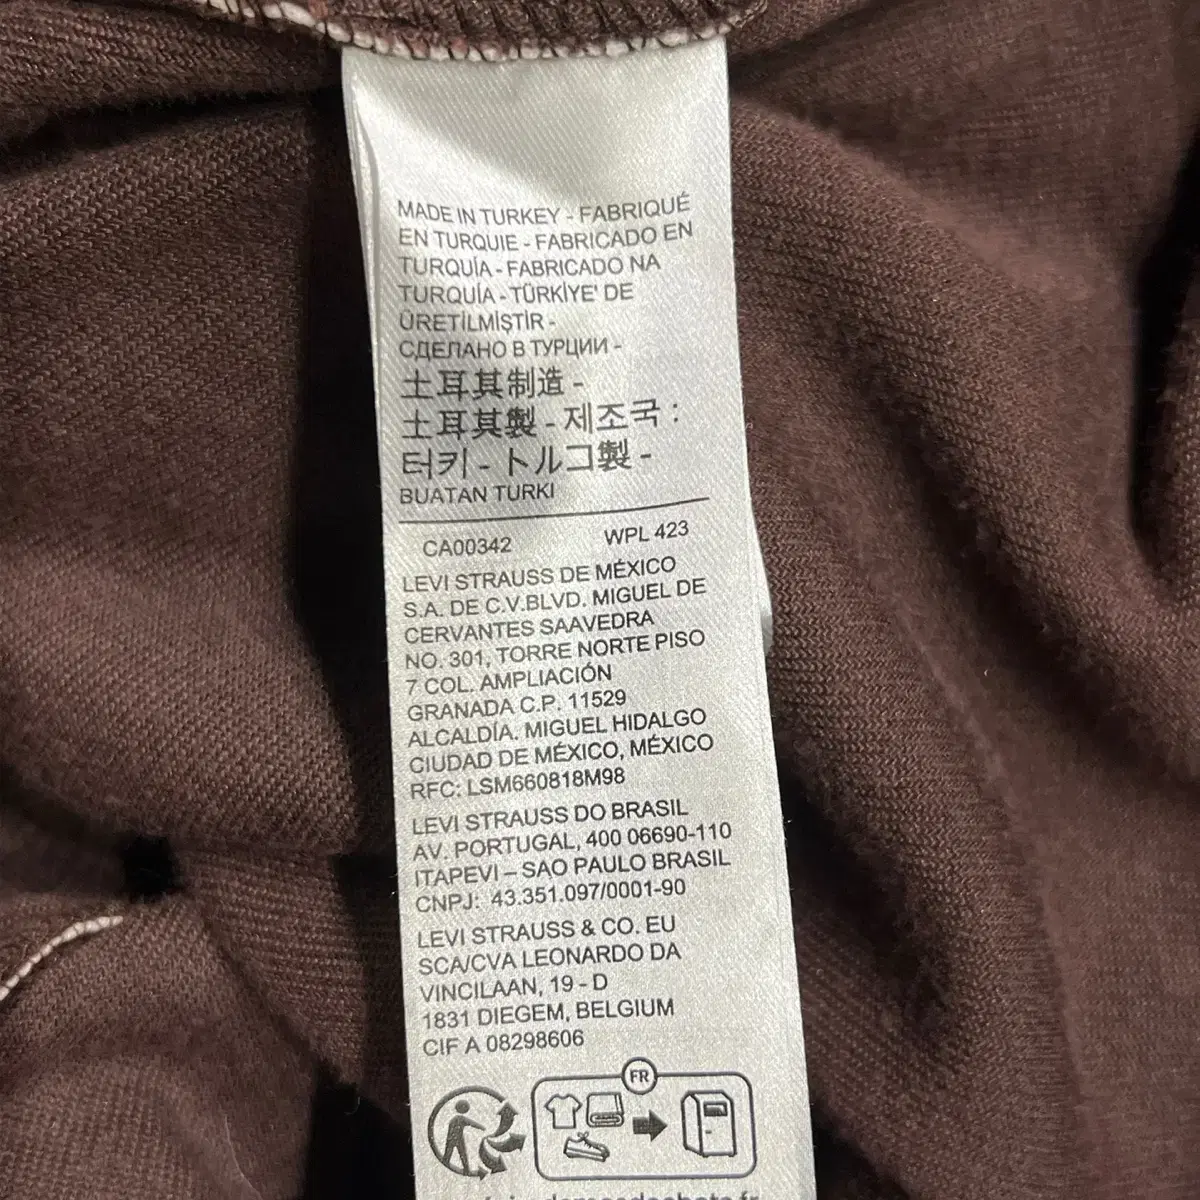 MADE IN TURKEY - FABRIQUÉ
EN TURQUIE - FABRICADO EN
TURQUÍA - FABRICADO NA
TURQUÍA - TÜRKİYE' DE
ÜRETİLMİŞTİR -
СДЕЛАНО В ТУРЦИИ -
土耳其制造 -
土耳其製 - 제조국 :
터키 - トルコ製 -
BUATAN TURKI
CA00342 WPL 423
LEVI STRAUSS DE MÉXICO
S.A. DE C.V.BLVD. MIGUEL DE
CERVANTES SAAVEDRA
NO. 301, TORRE NORTE PISO
7 COL. AMPLIACIÓN
GRANADA C.P. 11529
ALCALDÍA. MIGUEL HIDALGO
CIUDAD DE MÉXICO, MÉXICO
RFC: LSM660818M98
LEVI STRAUSS DO BRASIL
AV. PORTUGAL, 400 06690-110
ITAPEVI – SAO PAULO BRASIL
CNPJ: 43.351.097/0001-90
LEVI STRAUSS & CO. EU
SCA/CVA LEONARDO DA
VINCILAAN, 19 - D
1831 DIEGEM, BELGIUM
CIF A 08298606
FR